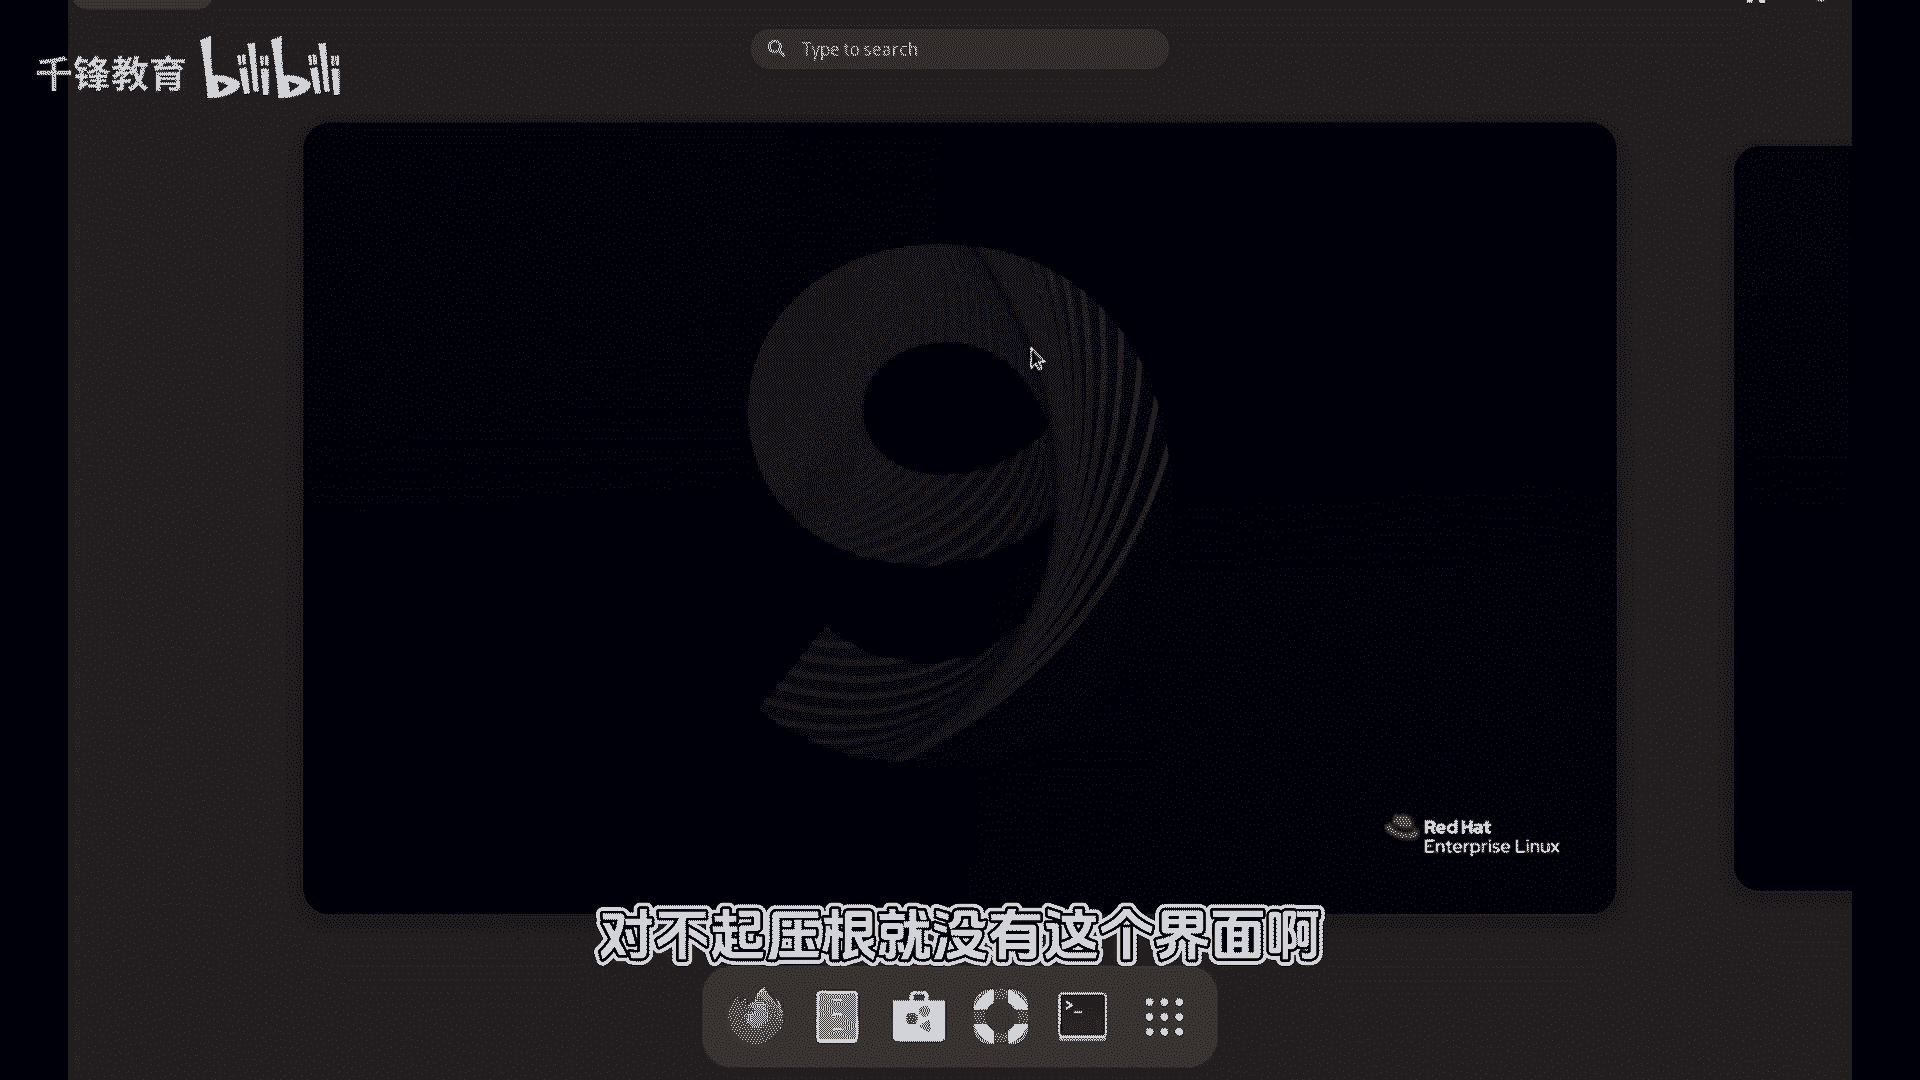 Type to search
千锋教育 bilibili
9
Red Hat
Enterprise Linux
对不起压根就没有这个界面啊